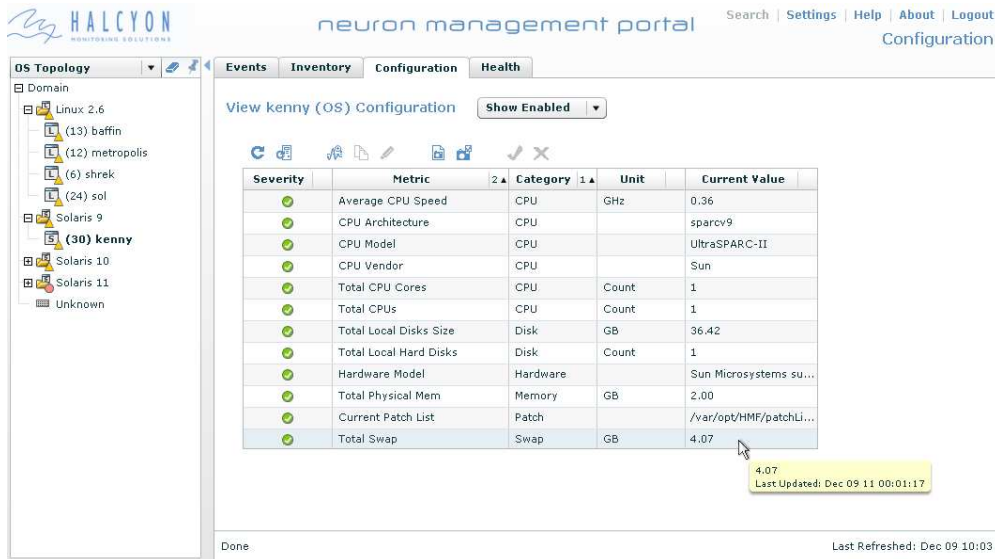 HALCYON
MONITORING SOLUTIONS
neuron management portal
Search | Settings | Help | About | Logout
Configuration
OS Topology
Domain
Linux 2.6
(13) baffin
(12) metropolis
(6) shrek
(24) sol
Solaris 9
(30) kenny
Solaris 10
Solaris 11
Unknown
Events Inventory Configuration Health
View kenny (OS) Configuration Show Enabled
Severity Metric 2 Category 1 Unit Current Value
Average CPU Speed CPU GHz 0.36
CPU Architecture CPU sparcv9
CPU Model CPU UltraSPARC-II
CPU Vendor CPU Sun
Total CPU Cores CPU Count 1
Total CPUs CPU Count 1
Total Local Disks Size Disk GB 36.42
Total Local Hard Disks Disk Count 1
Hardware Model Hardware Sun Microsystems su...
Total Physical Mem Memory GB 2.00
Current Patch List Patch /var/opt/HMF/patchLi...
Total Swap Swap GB 4.07
4.07
Last Updated: Dec 09 11 00:01:17
Done Last Refreshed: Dec 09 10:03